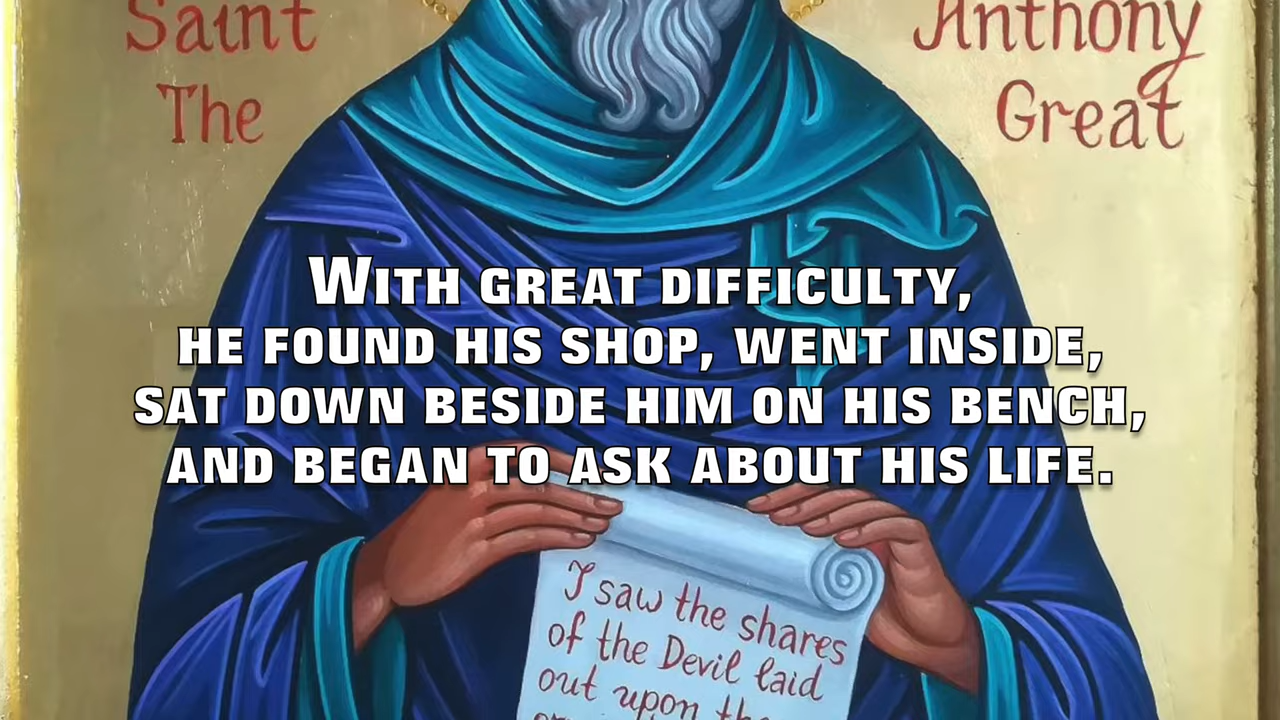 Saint Anthony
The Great
With great difficulty,
he found his shop, went inside,
sat down beside him on his bench,
and began to ask about his life.
I saw the shares
of the Devil laid
out upon